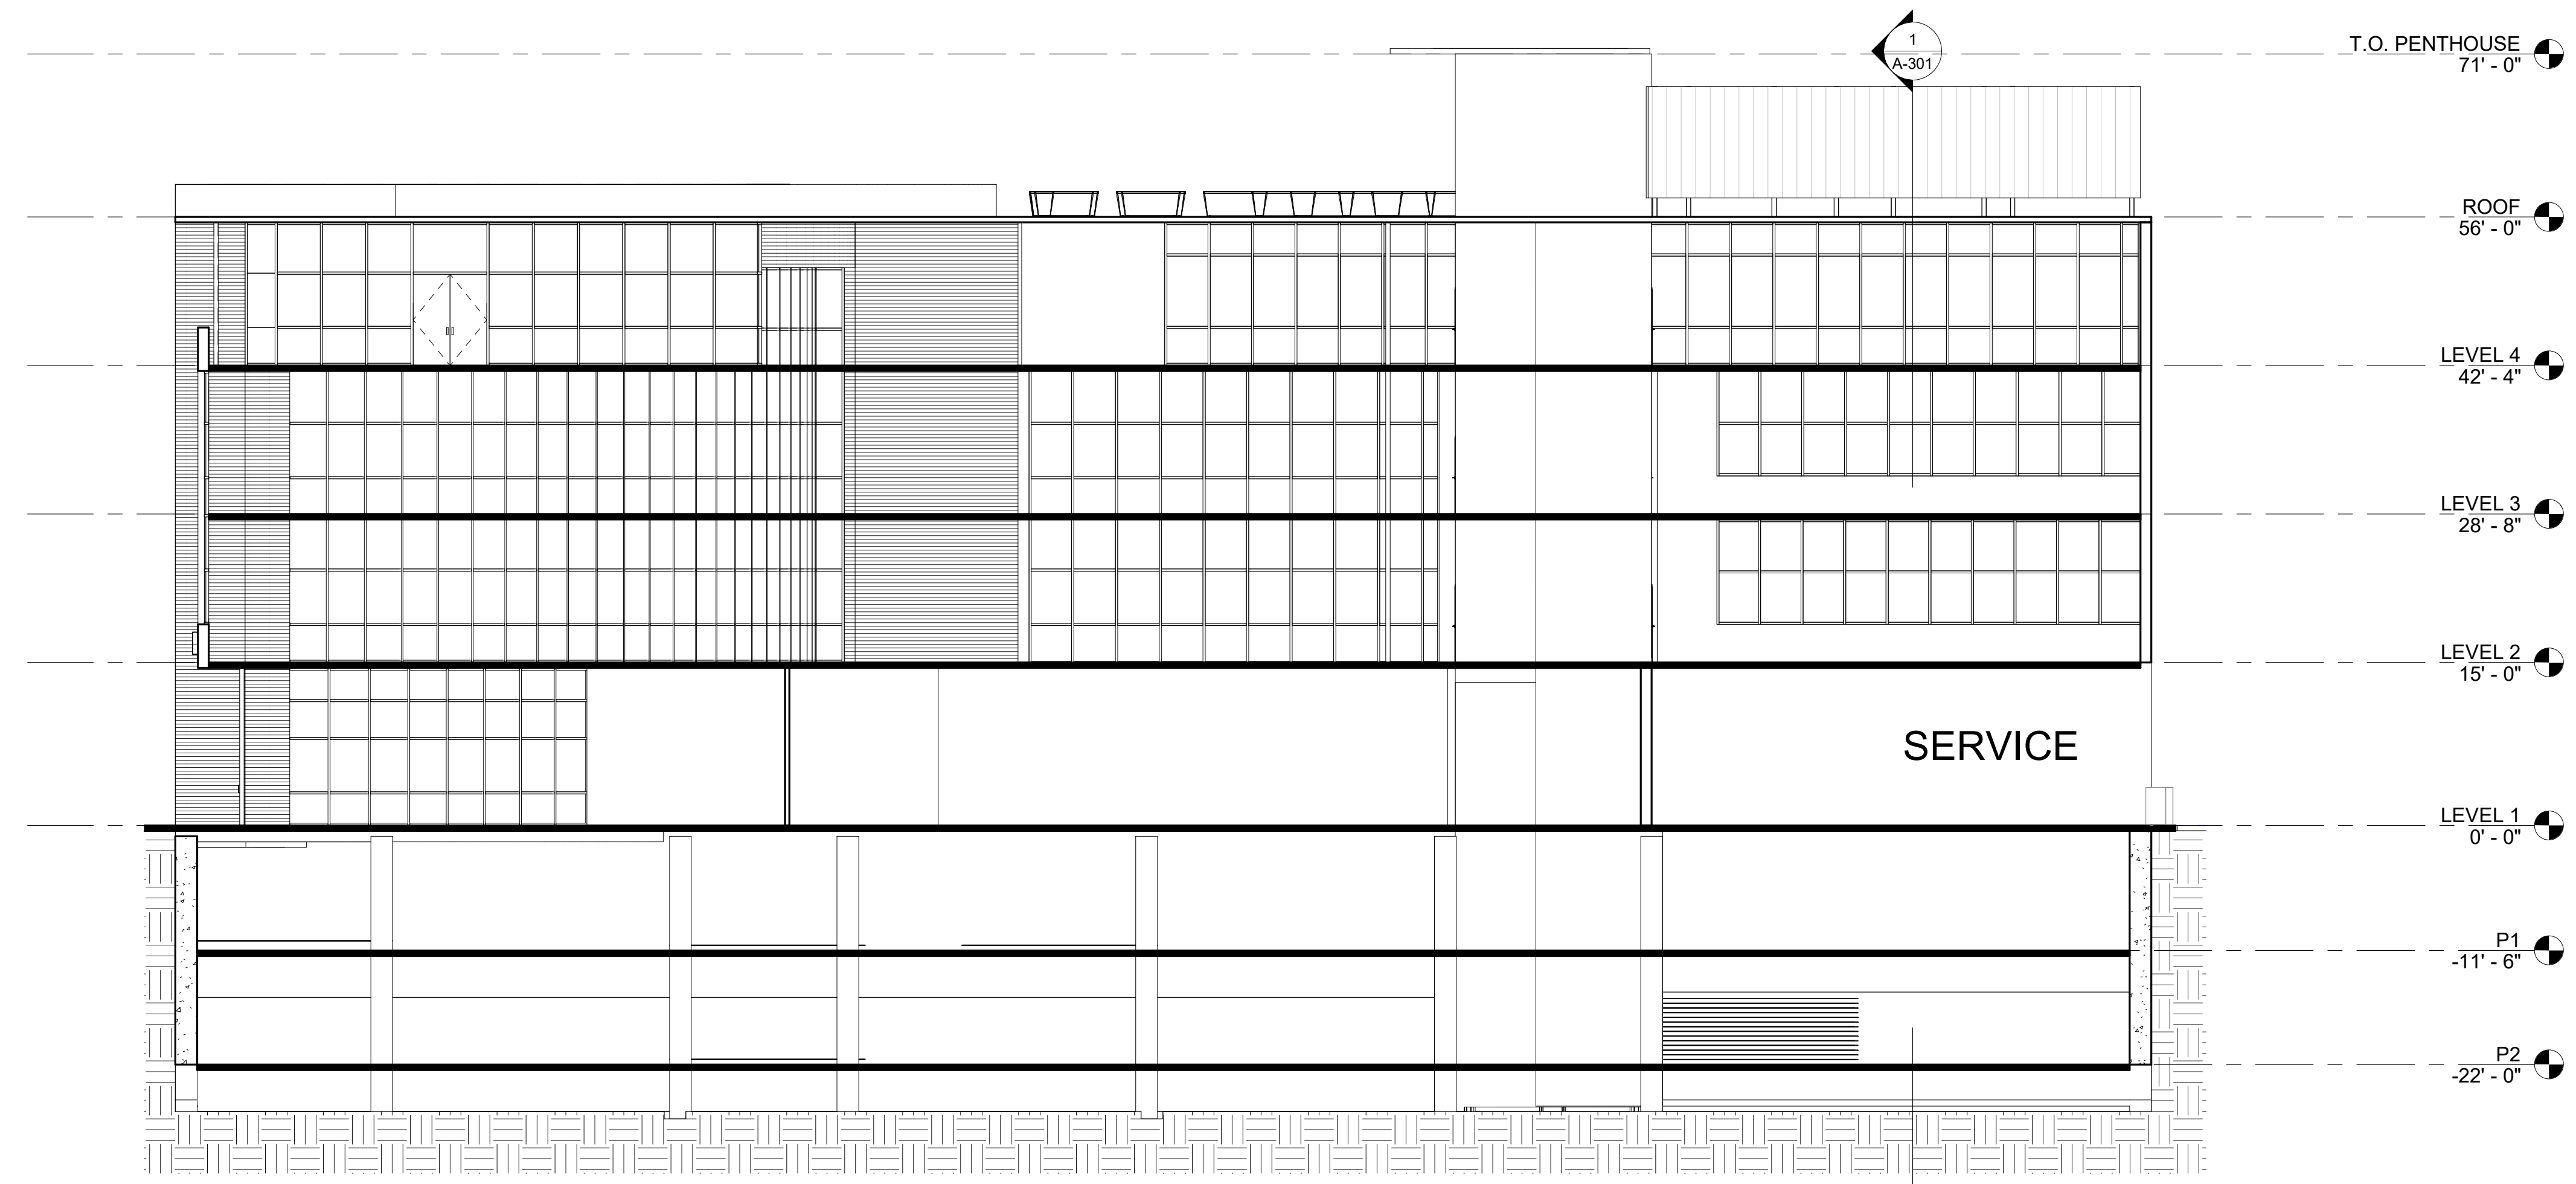 1
A-301
T.O. PENTHOUSE
71' - 0"
ROOF
56' - 0"
LEVEL 4
42' - 4"
LEVEL 3
28' - 8"
LEVEL 2
15' - 0"
SERVICE
LEVEL 1
0' - 0"
P1
-11' - 6"
P2
-22' - 0"